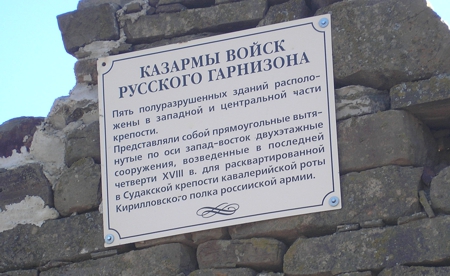 КАЗАРМЫ ВОЙСК
РУССКОГО ГАРНИЗОНА
Пять полуразрушенных зданий располо-
жены в западной и центральной части
крепости.
Представляли собой прямоугольные вытя-
нутые по оси запад-восток двухэтажные
сооружения, возведенные в последней
четверти XVIII в. для расквартированной
в Судакской крепости кавалерийской роты
Кирилловского полка российской армии.